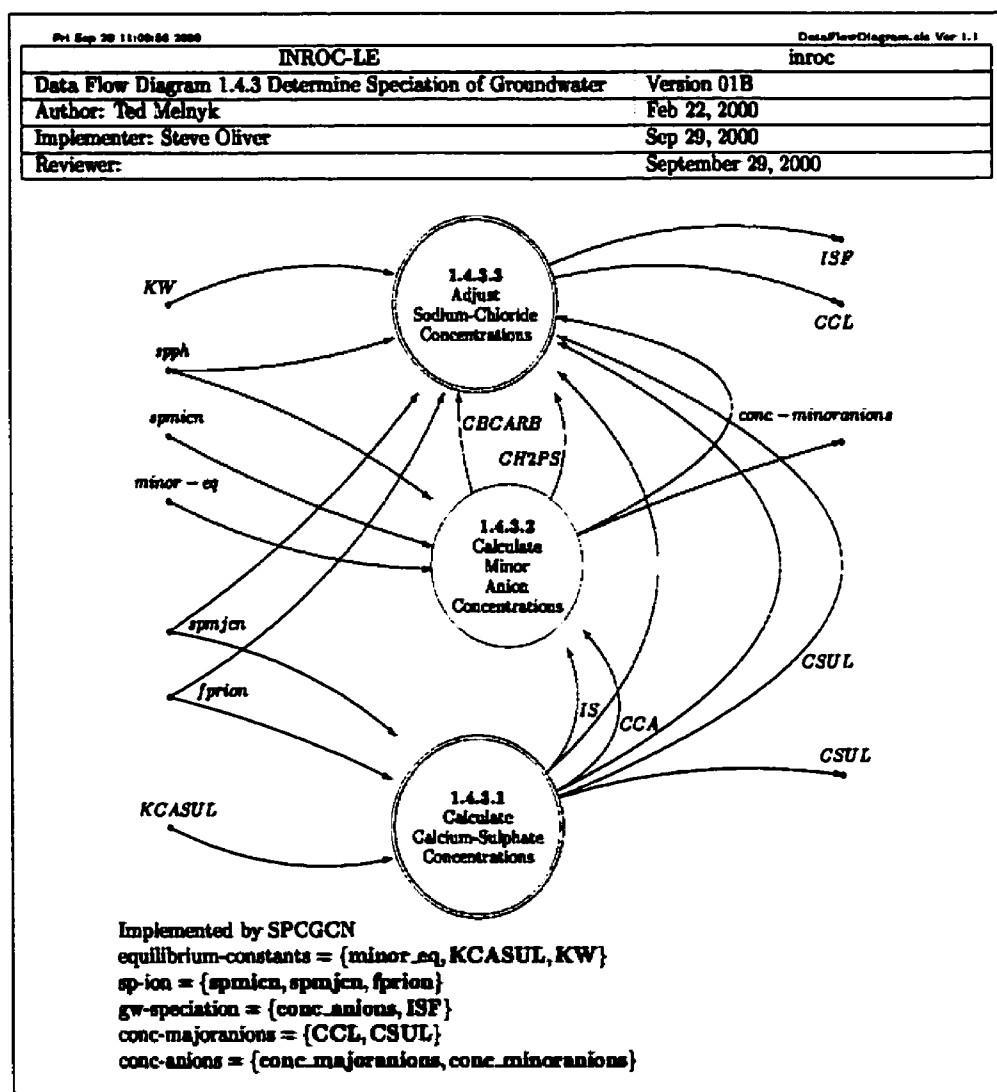 Fri Sep 29 11:09:56 2000
DataFlowDiagram.cls Ver 1.1
INROC-LE
inroc
Data Flow Diagram 1.4.3 Determine Speciation of Groundwater
Version 01B
Author: Ted Melnyk
Feb 22, 2000
Implementer: Steve Oliver
Sep 29, 2000
Reviewer:
September 29, 2000
ISF
1.4.3.3
Adjust
Sodium-Chloride
Concentrations
KW
CCL
spph
spmicn
CBCARB
conc − minoranions
CH2PS
minor − eq
1.4.3.2
Calculate
Minor
Anion
Concentrations
spmjcn
CSUL
fprion
IS
CCA
CSUL
1.4.3.1
Calculate
Calcium-Sulphate
Concentrations
KCASUL
Implemented by SPCGCN
equilibrium-constants = {minor_eq, KCASUL, KW}
sp-ion = {spmicn, spmjcn, fprion}
gw-speciation = {conc_anions, ISF}
conc-majoranions = {CCL, CSUL}
conc-anions = {conc_majoranions, conc_minoranions}